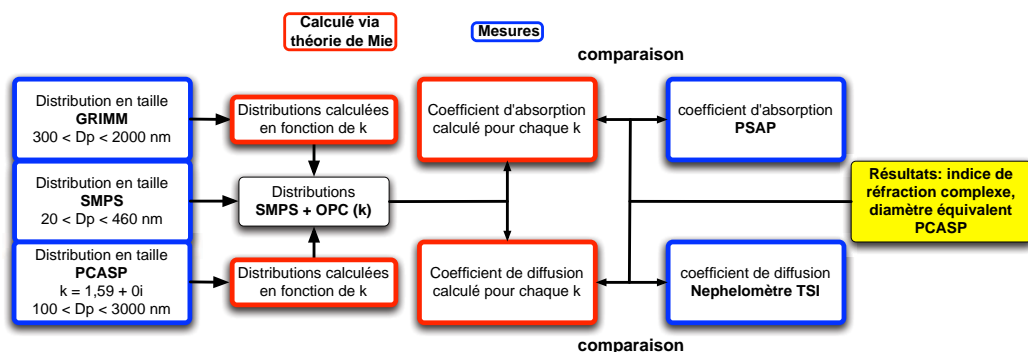 Calculé via
théorie de Mie
Mesures
comparaison
Distribution en taille
GRIMM
300 < Dp < 2000 nm
Distributions calculées
en fonction de k
Coefficient d'absorption
calculé pour chaque k
coefficient d'absorption
PSAP
Distribution en taille
SMPS
20 < Dp < 460 nm
Distributions
SMPS + OPC (k)
Résultats: indice de
réfraction complexe,
diamètre équivalent
PCASP
Distribution en taille
PCASP
k = 1,59 + 0i
100 < Dp < 3000 nm
Distributions calculées
en fonction de k
Coefficient de diffusion
calculé pour chaque k
coefficient de diffusion
Nephelomètre TSI
comparaison